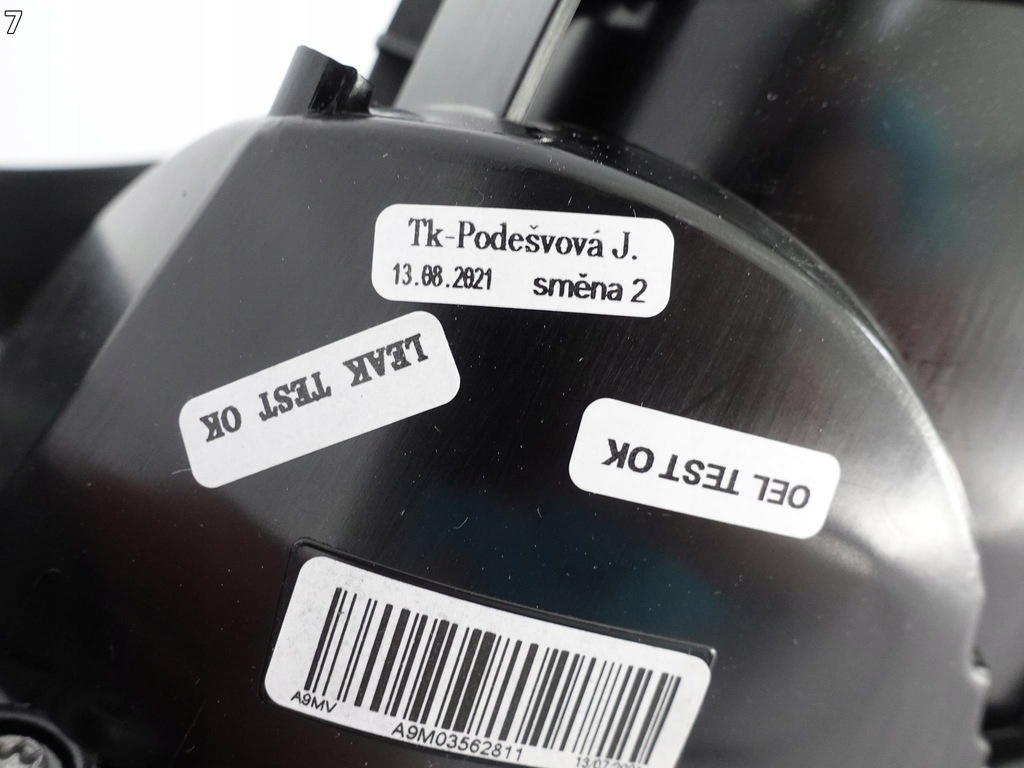 7
Tk-Podešvová J.
13.08.2021 směna 2
LEAK TEST OK
OEL TEST OK
A9MV
A9M03562811